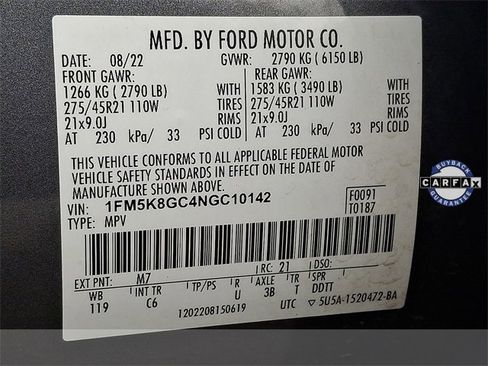 MFD. BY FORD MOTOR CO.
DATE: 08/22 GVWR: 2790 KG ( 6150 LB)
FRONT GAWR: REAR GAWR:
1266 KG ( 2790 LB) 1583 KG ( 3490 LB)
275/45R21 110W TIRES 275/45R21 110W
21x9.0J RIMS 21x9.0J
AT 230 kPa/ 33 PSI COLD AT 230 kPa/ 33 PSI COLD
THIS VEHICLE CONFORMS TO ALL APPLICABLE FEDERAL MOTOR
VEHICLE SAFETY STANDARDS IN EFFECT ON THE DATE OF
MANUFACTURE SHOWN ABOVE.
VIN: 1FM5K8GC4NGC10142 F0091
TYPE: MPV T0187
EXT PNT: M7 RC: 21 DSO:
WB INT TR TP/PS R AXLE TR SPR
119 C6 U 3B T DDTT
1202208150619 UTC ▽5U5A-1520472-BA
BUYBACK
CARFAX
GUARANTEE